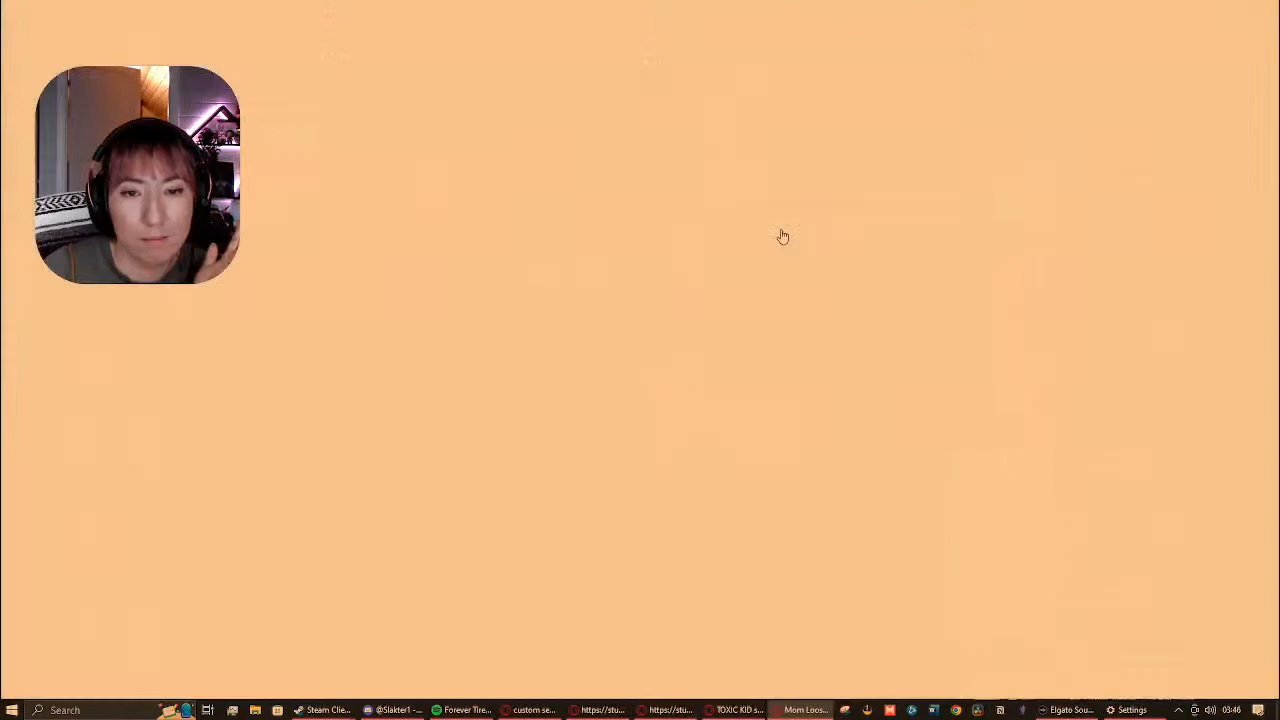 Search
Steam Clie...
@Slakter1 -...
Forever Tire...
custom se...
https://stu...
https://stu...
TOXIC KID s...
Mom Loos...
Elgato Sou...
Settings
03:46